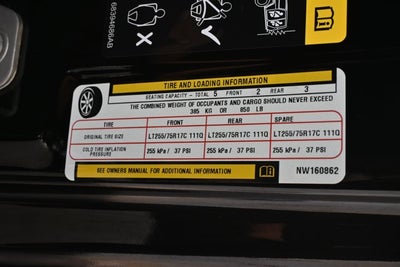 68394686AB
TIRE AND LOADING INFORMATION
SEATING CAPACITY - TOTAL 5 FRONT 2 REAR 3
THE COMBINED WEIGHT OF OCCUPANTS AND CARGO SHOULD NEVER EXCEED
385 KG OR 850 LB
TIRE FRONT REAR SPARE
ORIGINAL TIRE SIZE LT255/75R17C 111Q LT255/75R17C 111Q LT255/75R17C 111Q
COLD TIRE INFLATION PRESSURE 255 kPa / 37 PSI 255 kPa / 37 PSI 255 kPa / 37 PSI
SEE OWNERS MANUAL FOR ADDITIONAL INFORMATION
NW160862